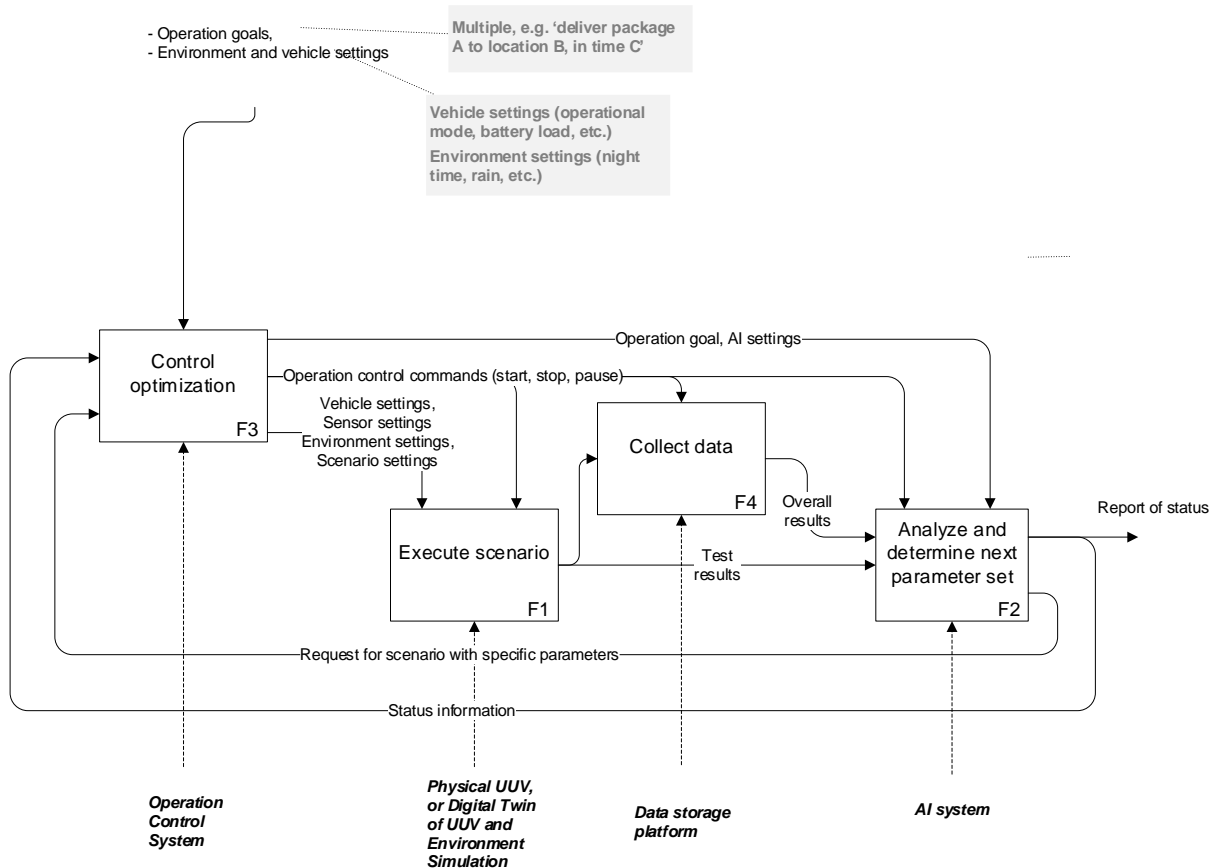 - Operation goals,
- Environment and vehicle settings
Multiple, e.g. ‘deliver package
A to location B, in time C’
Vehicle settings (operational
mode, battery load, etc.)
Environment settings (night
time, rain, etc.)
Control
optimization
F3
Operation goal, AI settings
Operation control commands (start, stop, pause)
Vehicle settings,
Sensor settings
Environment settings,
Scenario settings
Collect data
F4
Overall
results
Execute scenario
F1
Test
results
Analyze and
determine next
parameter set
F2
Report of status
Request for scenario with specific parameters
Status information
Operation
Control
System
Physical UUV,
or Digital Twin
of UUV and
Environment
Simulation
Data storage
platform
AI system